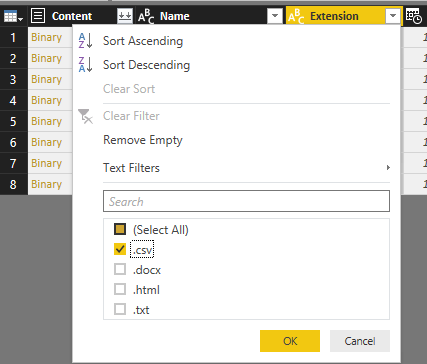 Content Name Extension
1 Binary
2 Binary
3 Binary
4 Binary
5 Binary
6 Binary
7 Binary
8 Binary
A Z Sort Ascending
Z A Sort Descending
Clear Sort
Clear Filter
Remove Empty
Text Filters
Search
(Select All)
.csv
.docx
.html
.txt
OK Cancel